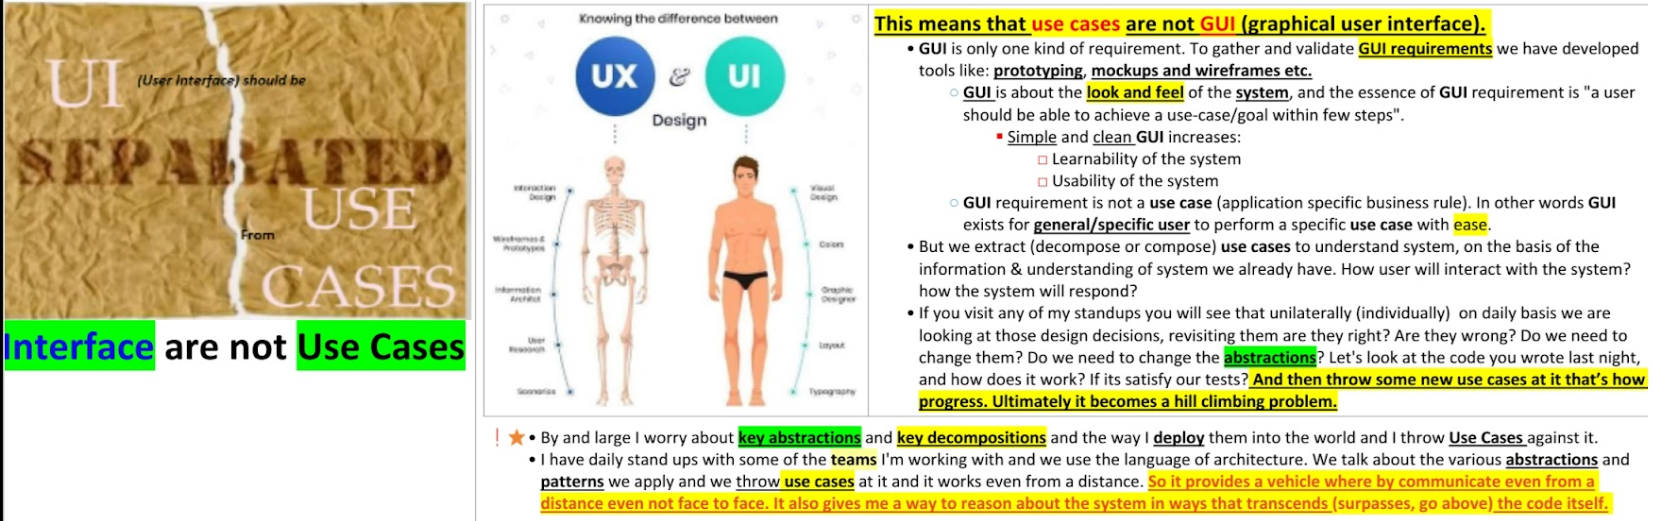 UI (User Interface) should be
SEPARATED
USE
From
CASES
Interface are not Use Cases
Knowing the difference between
UX & UI
Design
Interaction
Design
Wireframes &
Prototypes
Information
Architect
User
Research
Scenarios
Visual
Design
Colors
Graphic
Designer
Layout
Typography
This means that use cases are not GUI (graphical user interface).
• GUI is only one kind of requirement. To gather and validate GUI requirements we have developed
tools like: prototyping, mockups and wireframes etc.
○ GUI is about the look and feel of the system, and the essence of GUI requirement is "a user
should be able to achieve a use-case/goal within few steps".
▪ Simple and clean GUI increases:
□ Learnability of the system
□ Usability of the system
○ GUI requirement is not a use case (application specific business rule). In other words GUI
exists for general/specific user to perform a specific use case with ease.
• But we extract (decompose or compose) use cases to understand system, on the basis of the
information & understanding of system we already have. How user will interact with the system?
how the system will respond?
• If you visit any of my standups you will see that unilaterally (individually) on daily basis we are
looking at those design decisions, revisiting them are they right? Are they wrong? Do we need to
change them? Do we need to change the abstractions? Let's look at the code you wrote last night,
and how does it work? If its satisfy our tests? And then throw some new use cases at it that's how
progress. Ultimately it becomes a hill climbing problem.
! ★ • By and large I worry about key abstractions and key decompositions and the way I deploy them into the world and I throw Use Cases against it.
• I have daily stand ups with some of the teams I'm working with and we use the language of architecture. We talk about the various abstractions and
patterns we apply and we throw use cases at it and it works even from a distance. So it provides a vehicle where by communicate even from a
distance even not face to face. It also gives me a way to reason about the system in ways that transcends (surpasses, go above) the code itself.